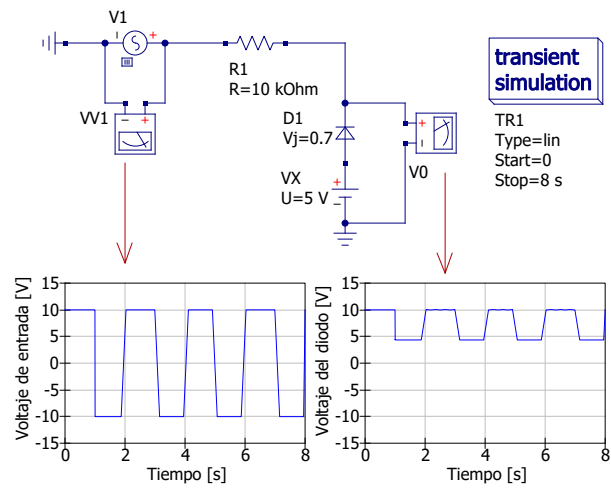 V1
R1
R=10 kOhm
VV1
D1
Vj=0.7
VX
U=5 V
V0
transient
simulation
TR1
Type=lin
Start=0
Stop=8 s
Voltaje de entrada [V]
15
10
5
0
-5
-10
-15
0 2 4 6 8
Tiempo [s]
Voltaje del diodo [V]
15
10
5
0
-5
-10
-15
0 2 4 6 8
Tiempo [s]